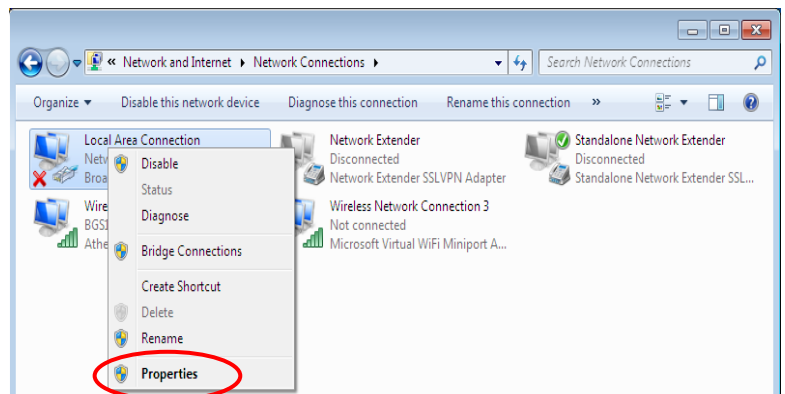 « Network and Internet ▸ Network Connections ▸ Search Network Connections
Organize ▾ Disable this network device Diagnose this connection Rename this connection »
Local Area Connection
Netw
Broa
Network Extender
Disconnected
Network Extender SSLVPN Adapter
Standalone Network Extender
Disconnected
Standalone Network Extender SSL...
Wire
BGS1
Athe
Wireless Network Connection 3
Not connected
Microsoft Virtual WiFi Miniport A...
Disable
Status
Diagnose
Bridge Connections
Create Shortcut
Delete
Rename
Properties